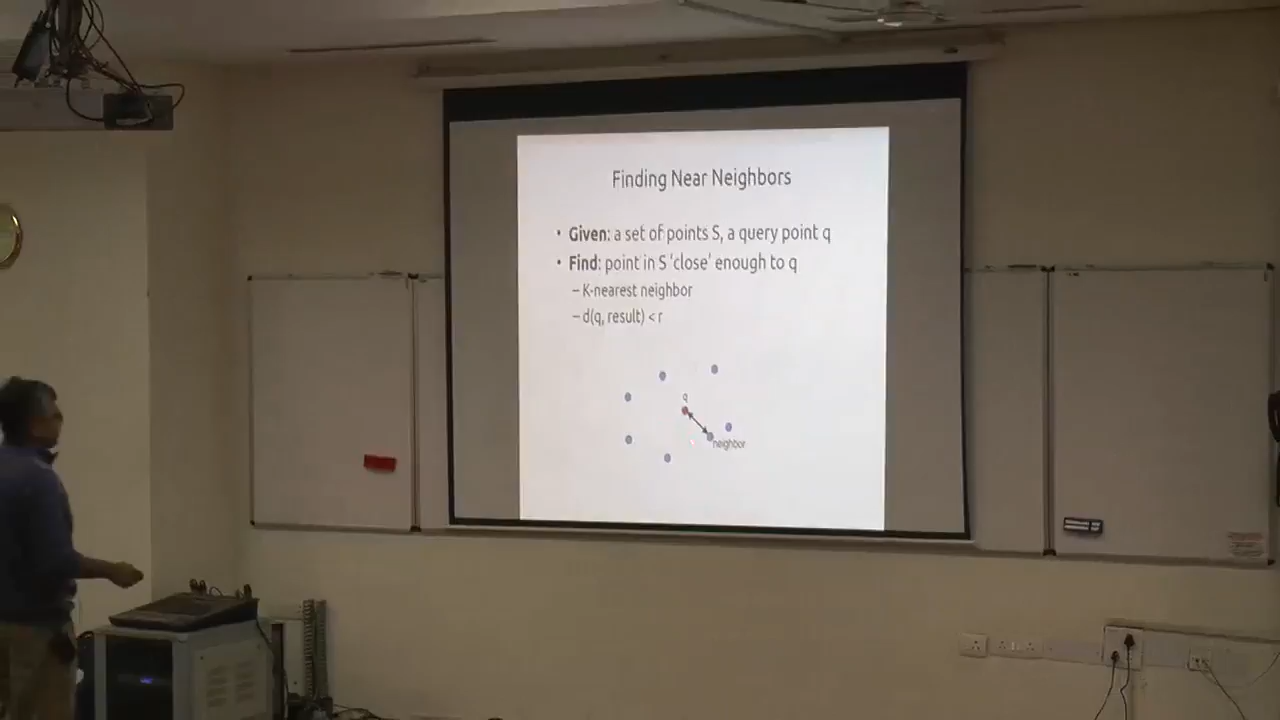 Finding Near Neighbors
• Given: a set of points S, a query point q
• Find: point in S 'close' enough to q
– K-nearest neighbor
– d(q, result) < r
q
neighbor